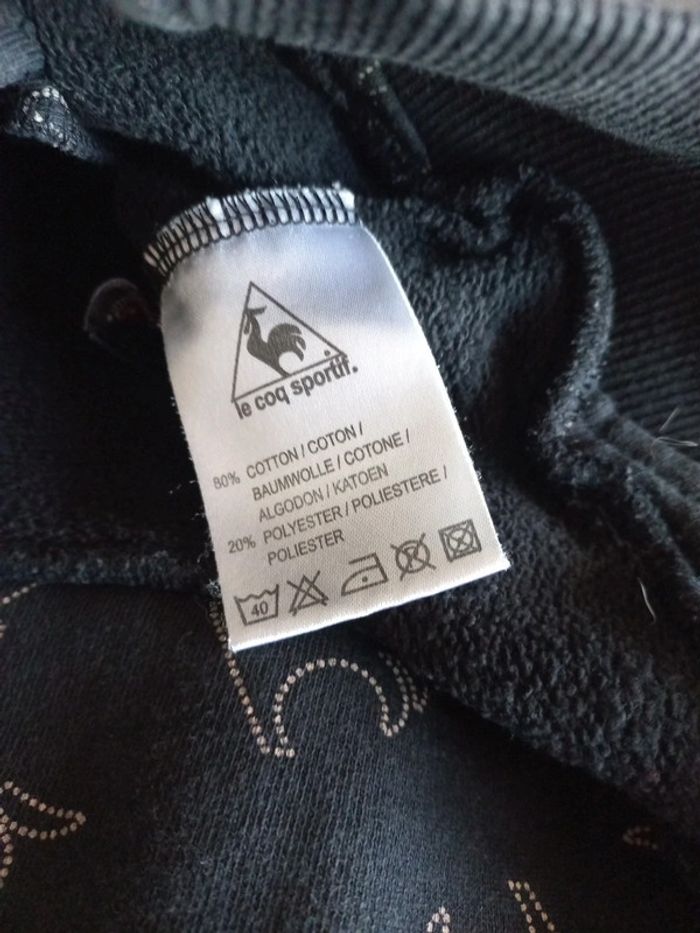 le coq sportif.
80% COTTON / COTON /
BAUMWOLLE / COTONE /
ALGODON / KATOEN
20% POLYESTER / POLIESTERE /
POLIESTER
40